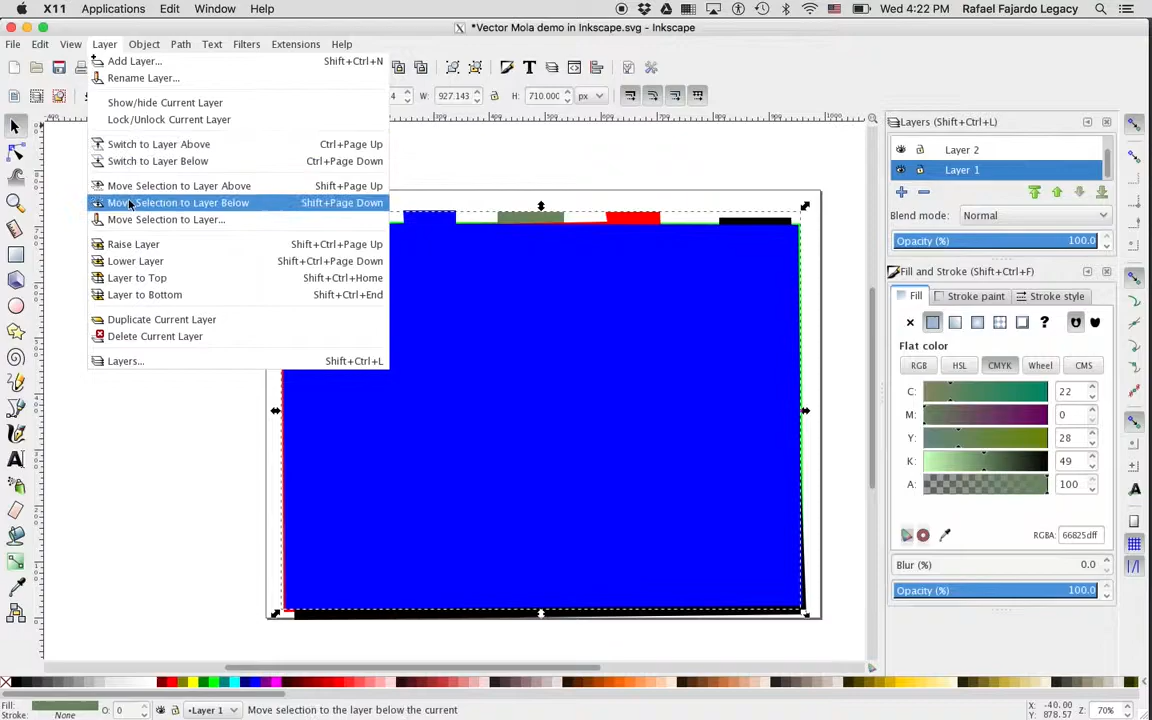 X11 Applications Edit Window Help Wed 4:22 PM Rafael Fajardo Legacy
*Vector Mola demo in Inkscape.svg - Inkscape
File Edit View Layer Object Path Text Filters Extensions Help
Add Layer... Shift+Ctrl+N
Rename Layer...
Show/hide Current Layer
Lock/Unlock Current Layer
Switch to Layer Above Ctrl+Page Up
Switch to Layer Below Ctrl+Page Down
Move Selection to Layer Above Shift+Page Up
Move Selection to Layer Below Shift+Page Down
Move Selection to Layer...
Raise Layer Shift+Ctrl+Page Up
Lower Layer Shift+Ctrl+Page Down
Layer to Top Shift+Ctrl+Home
Layer to Bottom Shift+Ctrl+End
Duplicate Current Layer
Delete Current Layer
Layers... Shift+Ctrl+L
4 W: 927.143 H: 710.000 px
Layers (Shift+Ctrl+L)
Layer 2
Layer 1
Blend mode: Normal
Opacity (%) 100.0
Fill and Stroke (Shift+Ctrl+F)
Fill Stroke paint Stroke style
Flat color
RGB HSL CMYK Wheel CMS
C: 22
M: 0
Y: 28
K: 49
A: 100
RGBA: 66825dff
Blur (%) 0.0
Opacity (%) 100.0
Fill: O: 0 •Layer 1 Move selection to the layer below the current X: -40.00 Z: 70%
Stroke: None Y: 878.57